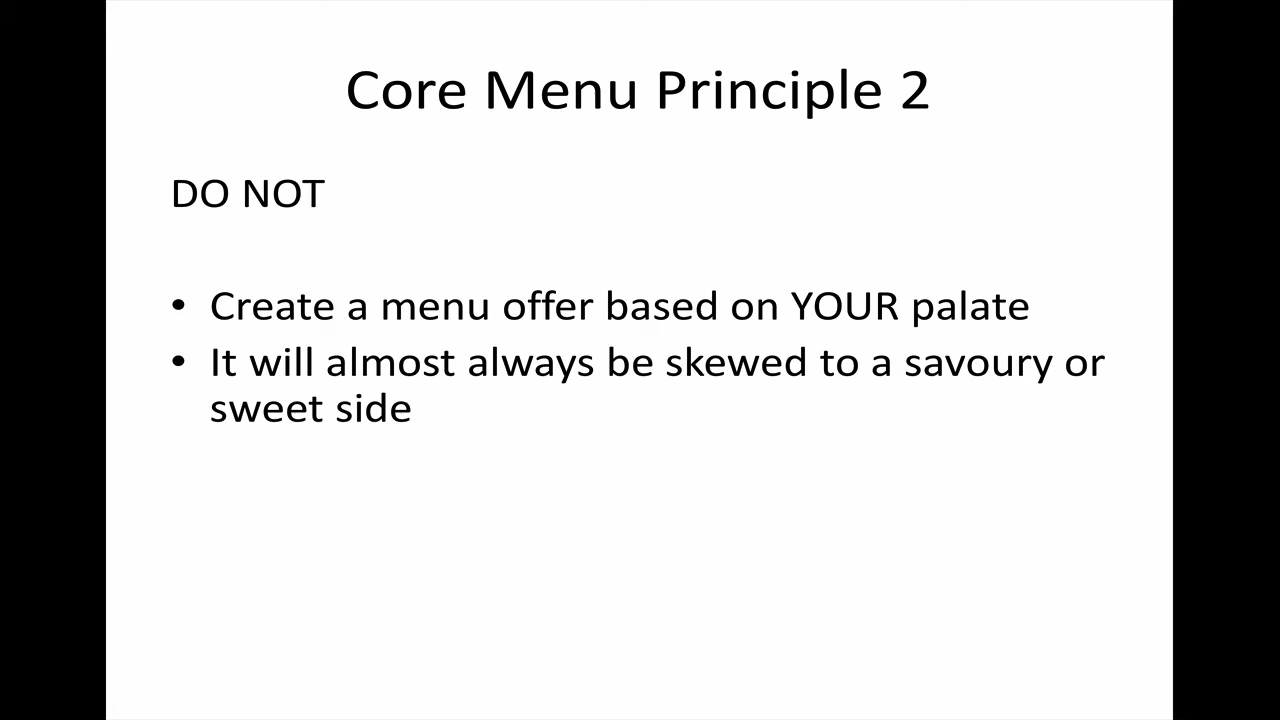 Core Menu Principle 2
DO NOT
• Create a menu offer based on YOUR palate
• It will almost always be skewed to a savoury or
sweet side